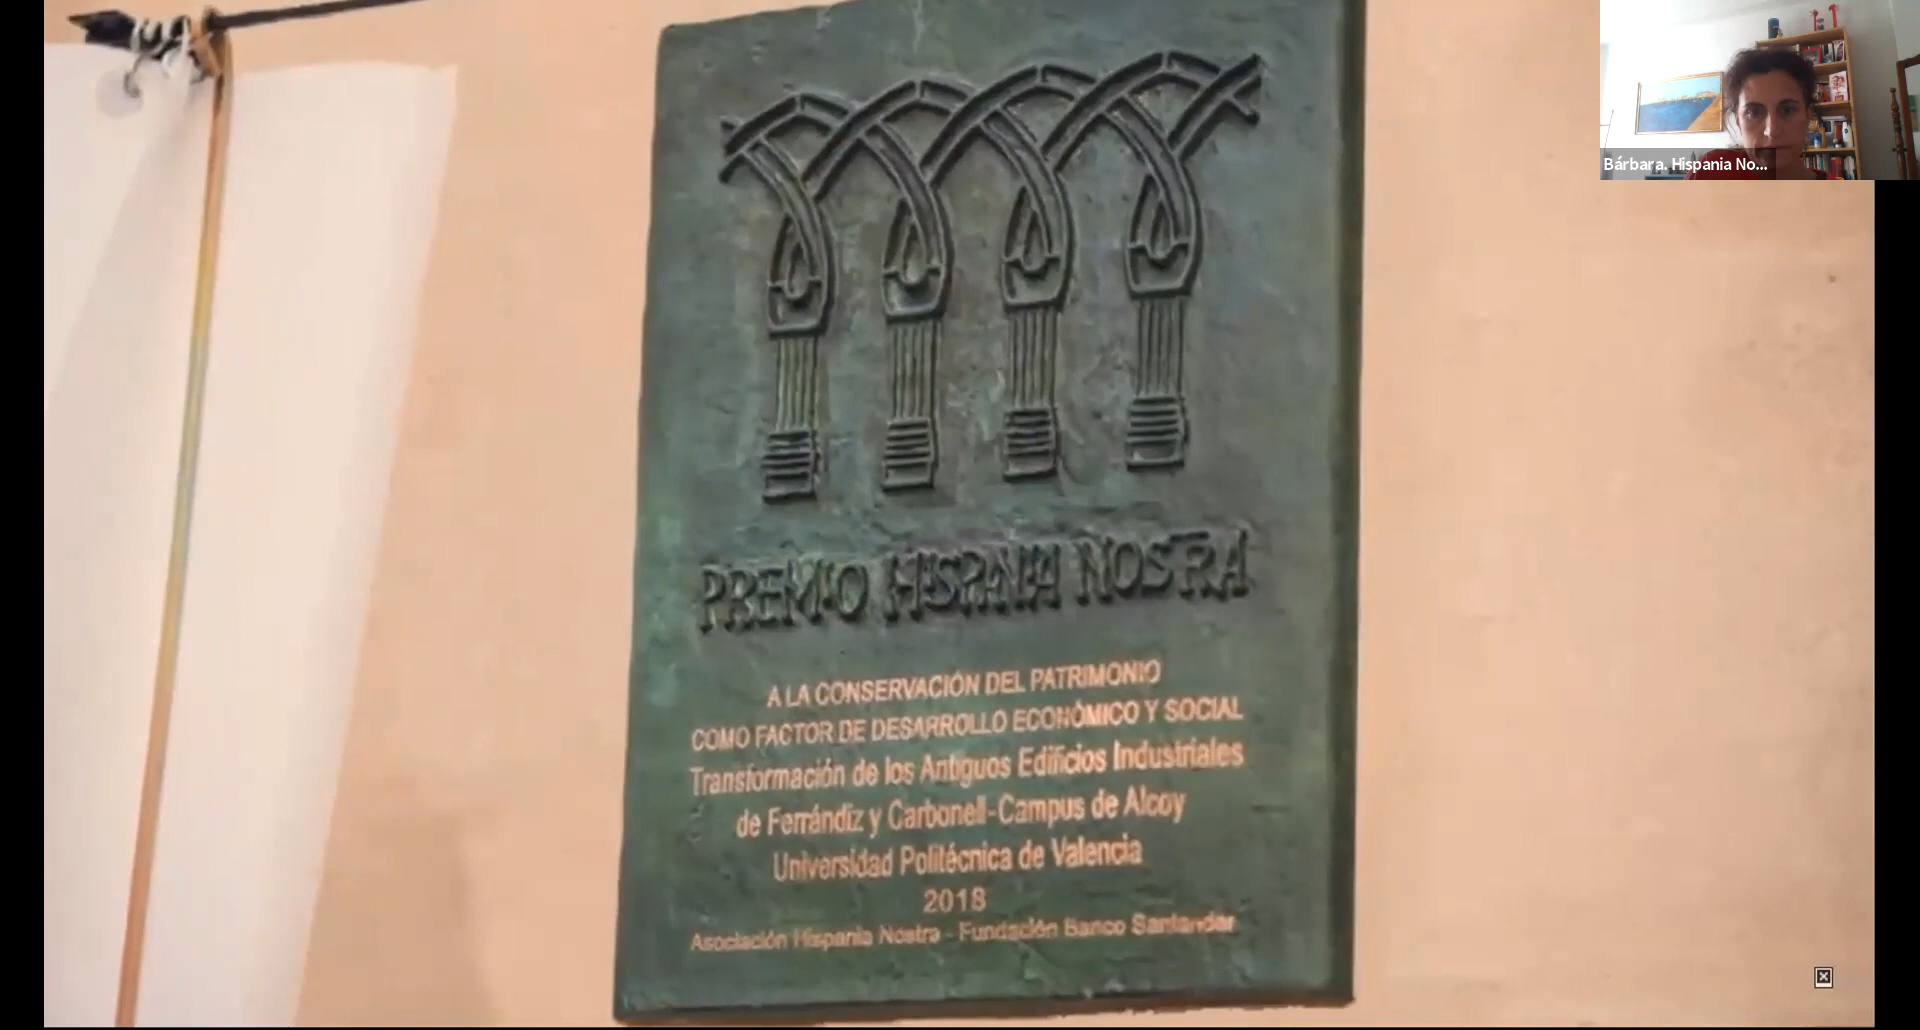 Bárbara. Hispania No...
PREMIO HISPANIA NOSTRA
A LA CONSERVACIÓN DEL PATRIMONIO
COMO FACTOR DE DESARROLLO ECONÓMICO Y SOCIAL
Transformación de los Antiguos Edificios Industriales
de Ferrándiz y Carbonell-Campus de Alcoy
Universidad Politécnica de Valencia
2018
Asociación Hispania Nostra - Fundación Banco Santander